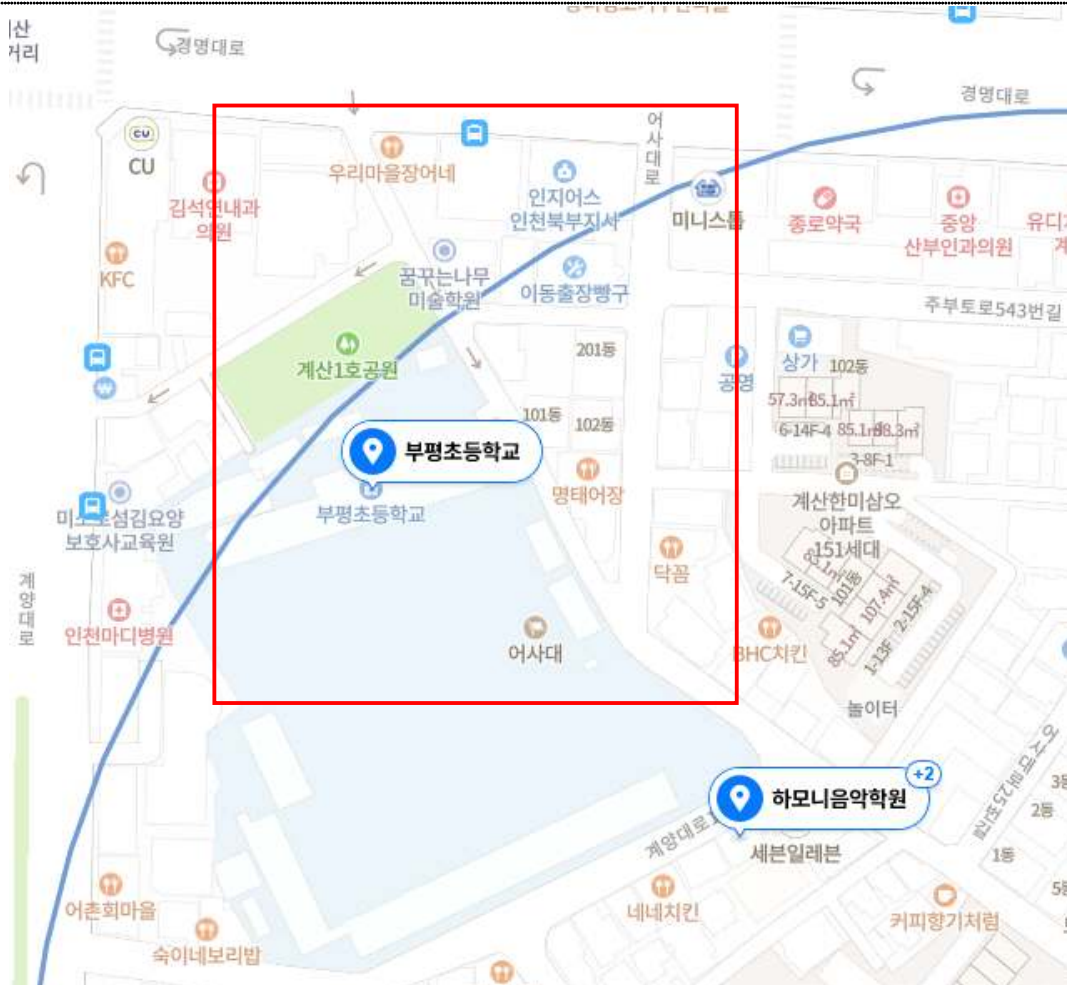 경명대로
경명대로
어사대로
CU
CU
우리마을장어네
김석연내과
의원
인지어스
인천북부지사
미니스톱
종로약국
중앙
산부인과의원
KFC
꿈꾸는나무
미술학원
이동출장빵구
주부토로543번길
계산1호공원
201동
상가
102동
공영
57.3㎡
85.1㎡
101동
102동
6-14F-4
85.1㎡
88.3㎡
3-8F-1
부평초등학교
명태어장
부평초등학교
계산한미삼오
아파트
151세대
보호사교육원
닥꼼
7-15F-5
101동
107.4㎡
2-15F-4
85.1㎡
1-13F
계양대로
인천마디병원
어사대
BHC치킨
놀이터
하모니음악학원
+2
계양대로
세븐일레븐
2동
1동
어촌회마을
숙이네보리밥
네네치킨
커피향기처럼